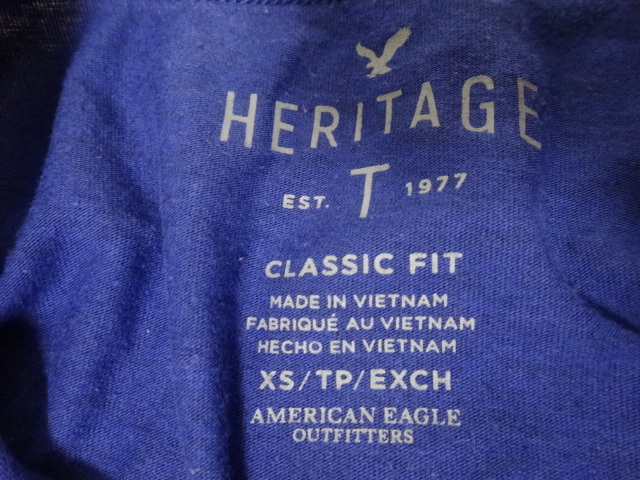 HERITAGE
EST. T 1977
CLASSIC FIT
MADE IN VIETNAM
FABRIQUÉ AU VIETNAM
HECHO EN VIETNAM
XS/TP/EXCH
AMERICAN EAGLE
OUTFITTERS